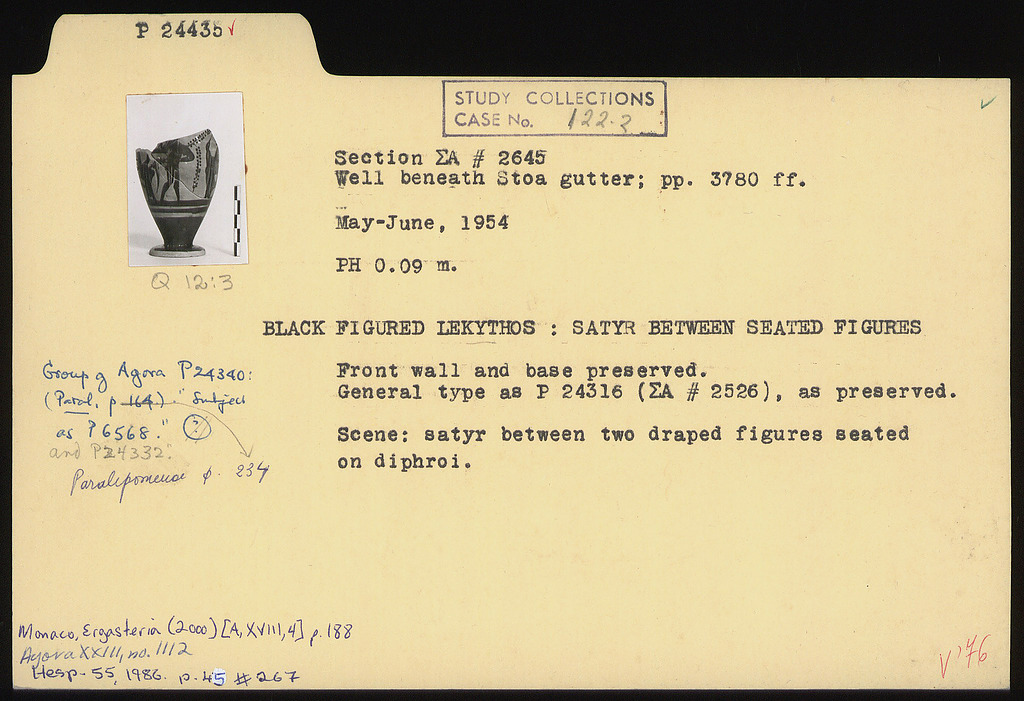 P 24435 ✓
STUDY COLLECTIONS
CASE No. 122.2
Section ΣA # 2645
Well beneath Stoa gutter; pp. 3780 ff.
May-June, 1954
PH 0.09 m.
Q 12:3
BLACK FIGURED LEKYTHOS : SATYR BETWEEN SEATED FIGURES
Front wall and base preserved.
General type as P 24316 (ΣA # 2526), as preserved.
Scene: satyr between two draped figures seated
on diphroi.
Group of Agora P24340:
(Paral, p 164) : "Subject
as P6568." ?
and P24332."
Paralipomena p. 234
Monaco, Ergasteria (2000) [A, XVIII, 4] p. 188
Agora XXIII, no. 1112
Hesp. 55, 1986. p. 45 # 267
✓ '76